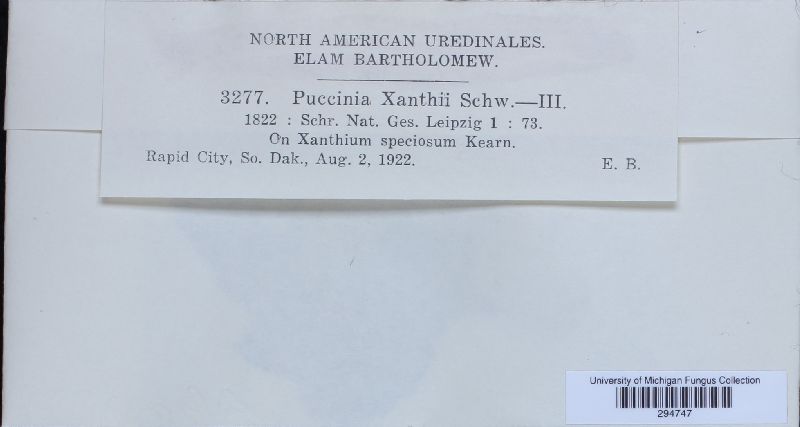 NORTH AMERICAN UREDINALES.
ELAM BARTHOLOMEW.
3277. Puccinia Xanthii Schw.—III.
1822 : Schr. Nat. Ges. Leipzig 1 : 73.
On Xanthium speciosum Kearn.
Rapid City, So. Dak., Aug. 2, 1922. E. B.
University of Michigan Fungus Collection
294747